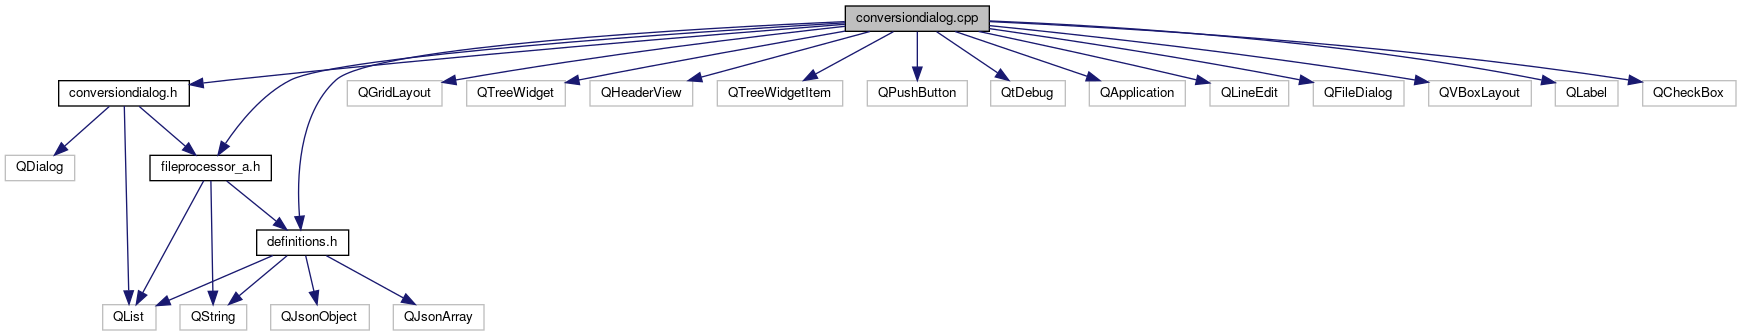 conversiondialog.cpp
conversiondialog.h
QGridLayout
QTreeWidget
QHeaderView
QTreeWidgetItem
QPushButton
QtDebug
QApplication
QLineEdit
QFileDialog
QVBoxLayout
QLabel
QCheckBox
QDialog
fileprocessor_a.h
definitions.h
QList
QString
QJsonObject
QJsonArray